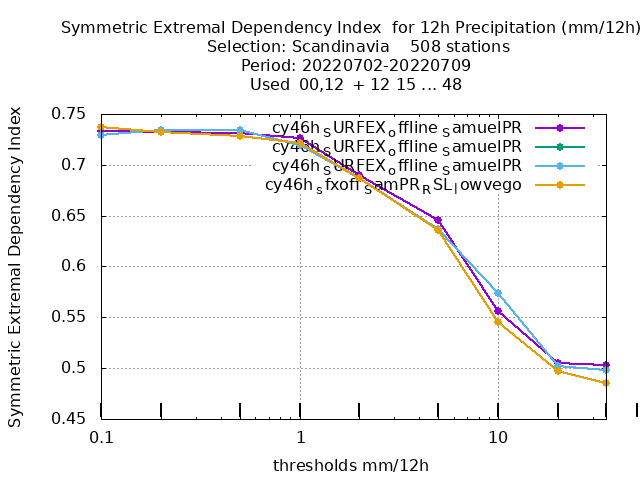 Symmetric Extremal Dependency Index  for 12h Precipitation (mm/12h)
Selection: Scandinavia    508 stations
Period: 20220702-20220709
Used  00,12  + 12 15 ... 48
Symmetric Extremal Dependency Index
0.75
0.7
0.65
0.6
0.55
0.5
0.45
cy46h_SURFEX_offline_SamuelPR
cy46h_SURFEX_offline_SamuelPR
cy46h_SURFEX_offline_SamuelPR
cy46h_sfxoff_SamPR_RSL_lowvego
0.1
1
10
thresholds mm/12h